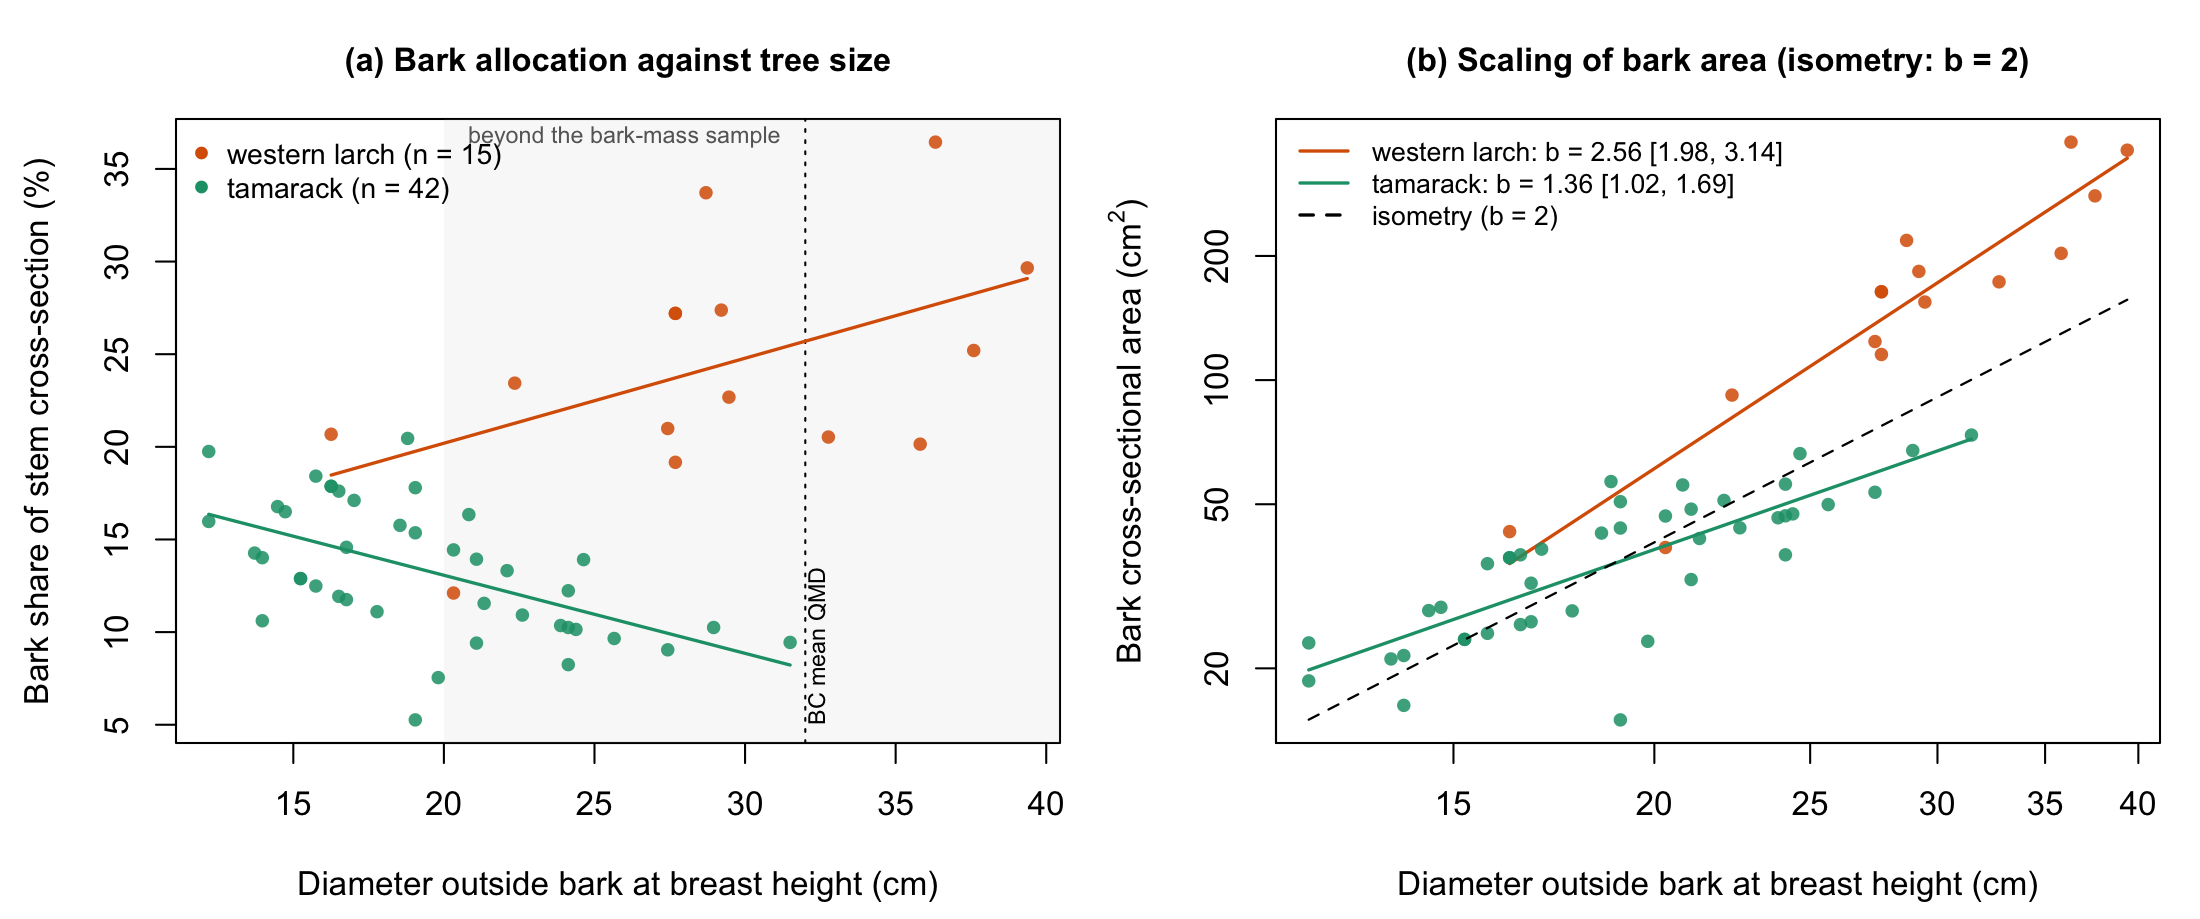 (a) Bark allocation against tree size
beyond the bark-mass sample
western larch (n = 15)
tamarack (n = 42)
BC mean QMD
Bark share of stem cross-section (%)
35
30
25
20
15
10
5
15 20 25 30 35 40
Diameter outside bark at breast height (cm)
(b) Scaling of bark area (isometry: b = 2)
western larch: b = 2.56 [1.98, 3.14]
tamarack: b = 1.36 [1.02, 1.69]
isometry (b = 2)
Bark cross-sectional area (cm²)
200
100
50
20
15 20 25 30 35 40
Diameter outside bark at breast height (cm)